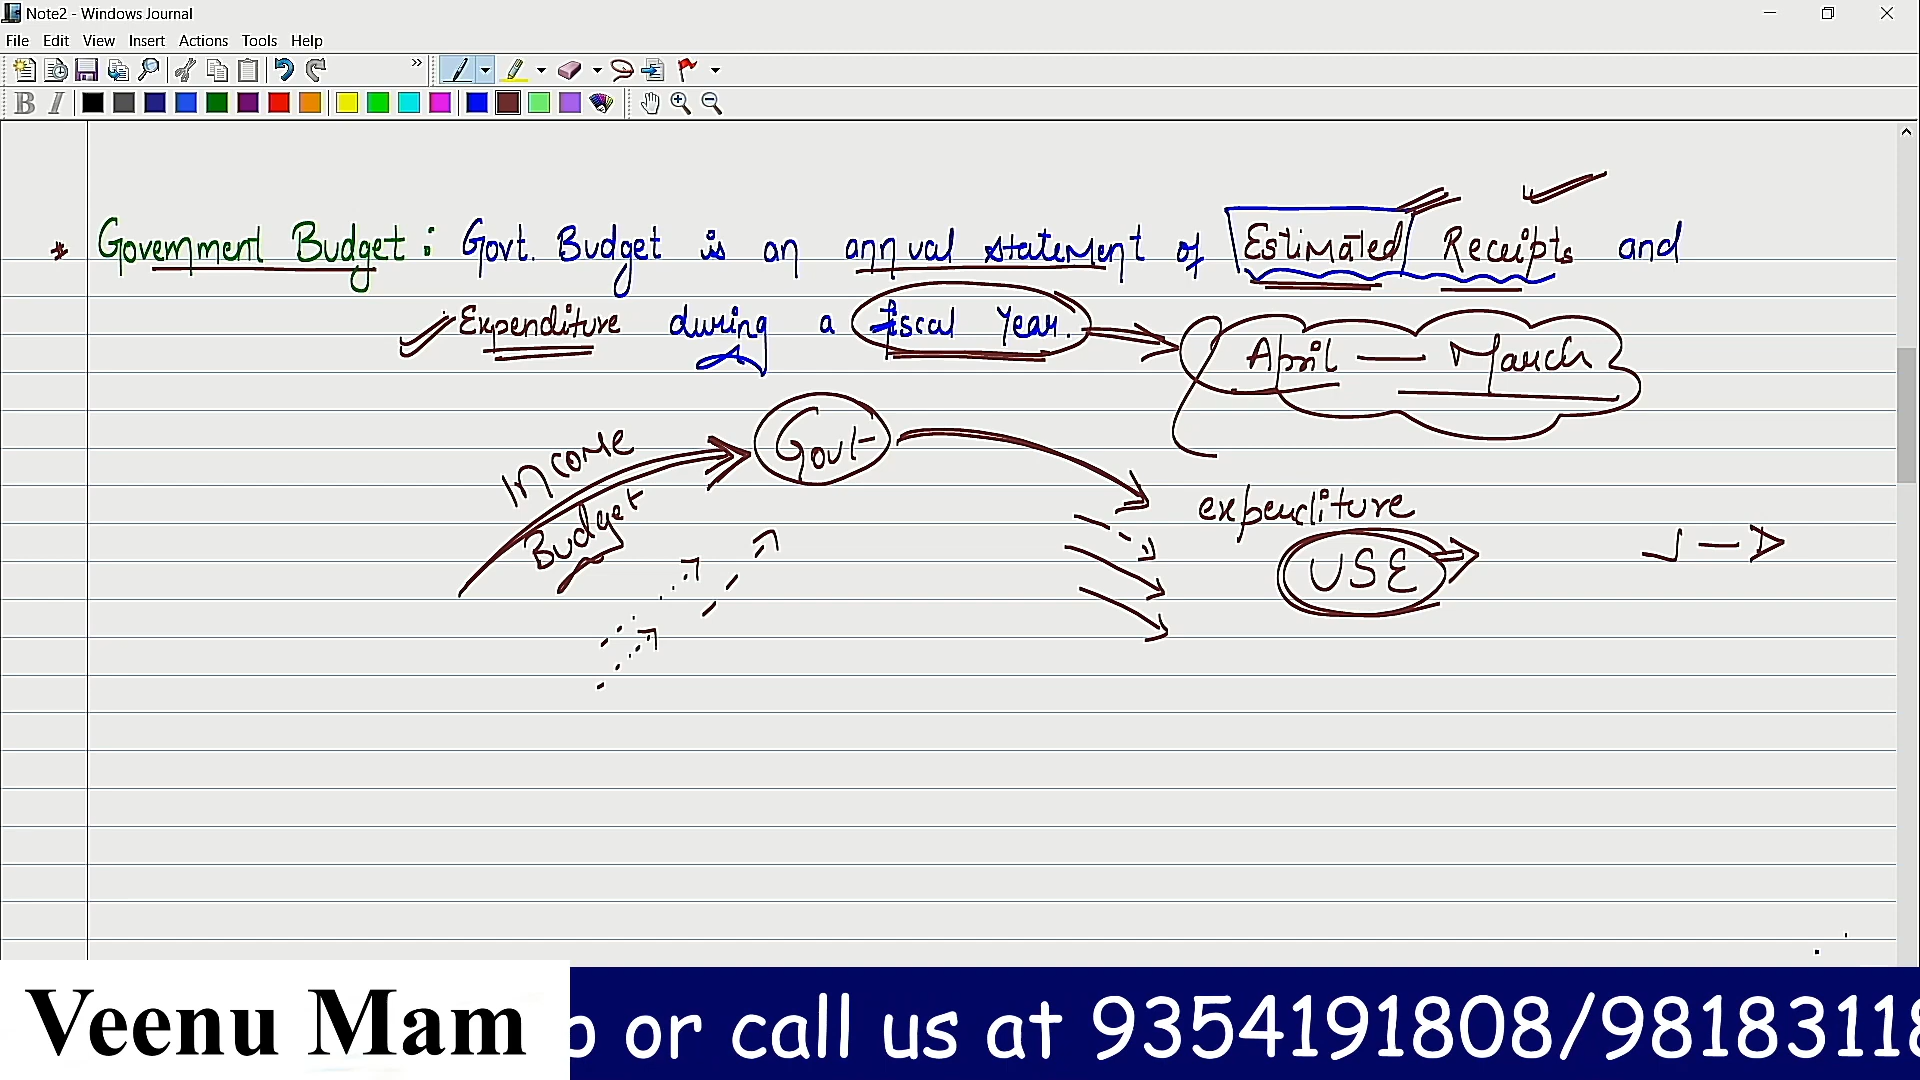 Note2 - Windows Journal
File Edit View Insert Actions Tools Help
B I
* Government Budget : Govt. Budget is an annual statement of Estimated Receipts and
Expenditure during a fiscal Year.
April — March
Govt
Income
Budget
expenditure
USE
Veenu Mam
p or call us at 9354191808/98183118